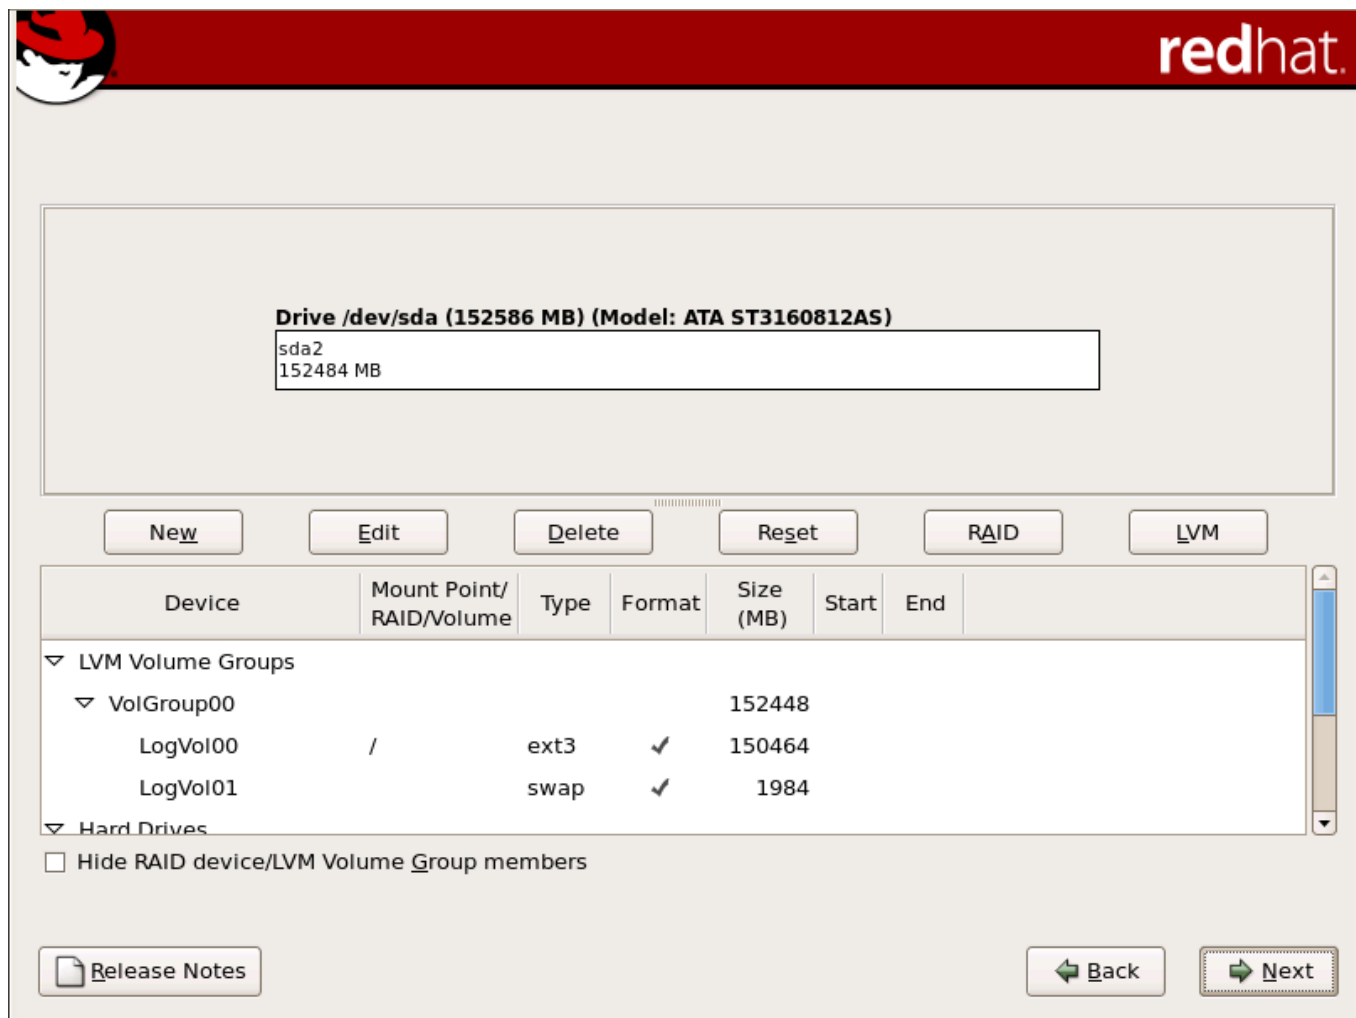 redhat.
Drive /dev/sda (152586 MB) (Model: ATA ST3160812AS)
sda2
152484 MB
New Edit Delete Reset RAID LVM
Device Mount Point/ RAID/Volume Type Format Size (MB) Start End
LVM Volume Groups
VolGroup00 152448
LogVol00 / ext3 150464
LogVol01 swap 1984
Hard Drives
Hide RAID device/LVM Volume Group members
Release Notes Back Next